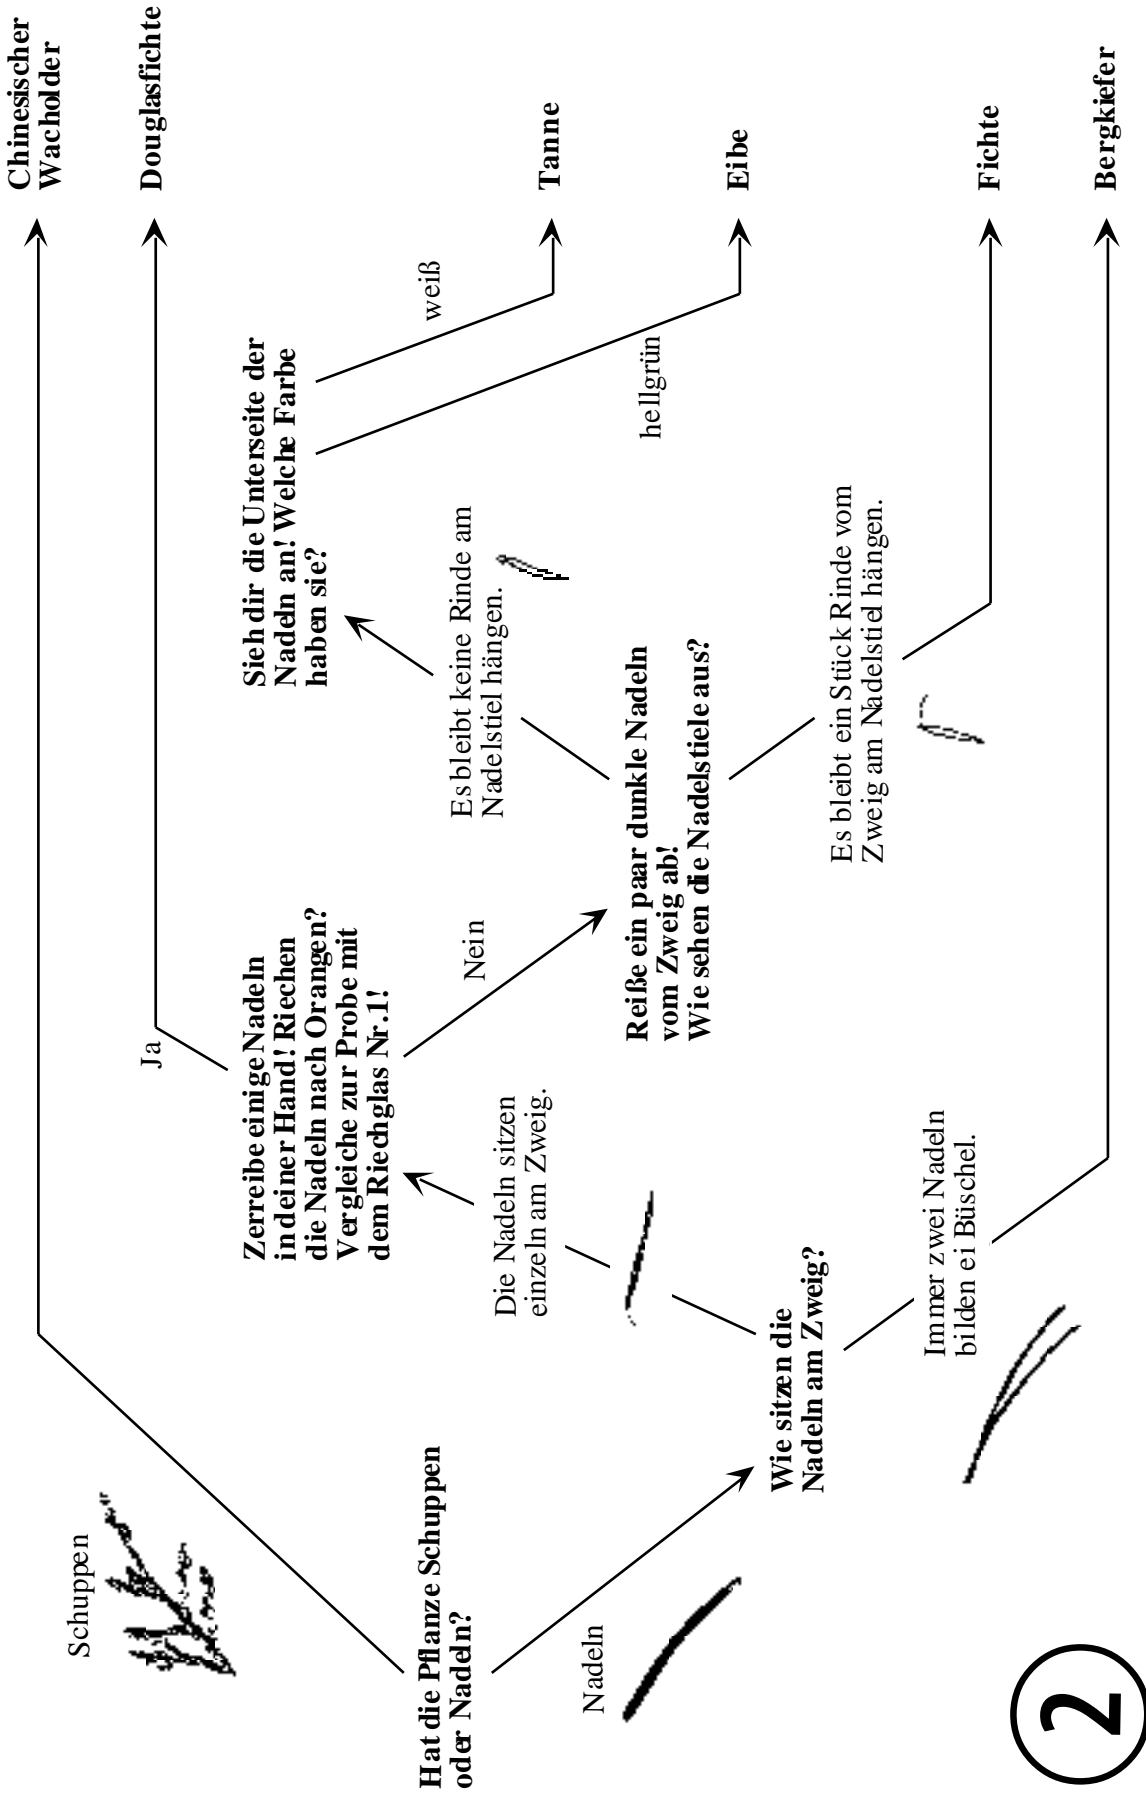 Schuppen
Hat die Pflanze Schuppen
oder Nadeln?
Nadeln
Chinesischer
Wacholder
Wie sitzen die
Nadeln am Zweig?
Die Nadeln sitzen
einzeln am Zweig.
Immer zwei Nadeln
bilden ei Büschel.
Bergkiefer
Zerreibe einige Nadeln
in deiner Hand! Riechen
die Nadeln nach Orangen?
Vergleiche zur Probe mit
dem Riechglas Nr.1!
Ja
Douglasfichte
Nein
Reiße ein paar dunkle Nadeln
vom Zweig ab!
Wie sehen die Nadelstiele aus?
Es bleibt keine Rinde am
Nadelstiel hängen.
Es bleibt ein Stück Rinde vom
Zweig am Nadelstiel hängen.
Fichte
Sieh dir die Unterseite der
Nadeln an! Welche Farbe
haben sie?
weiß
Tanne
hellgrün
Eibe
2